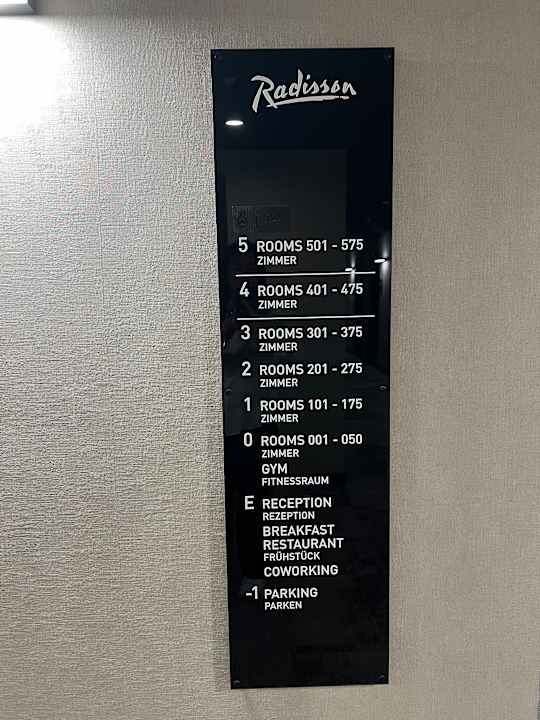 Radisson
5 ROOMS 501 - 575
ZIMMER
4 ROOMS 401 - 475
ZIMMER
3 ROOMS 301 - 375
ZIMMER
2 ROOMS 201 - 275
ZIMMER
1 ROOMS 101 - 175
ZIMMER
0 ROOMS 001 - 050
ZIMMER
GYM
FITNESSRAUM
E RECEPTION
REZEPTION
BREAKFAST
RESTAURANT
FRÜHSTÜCK
COWORKING
-1 PARKING
PARKEN